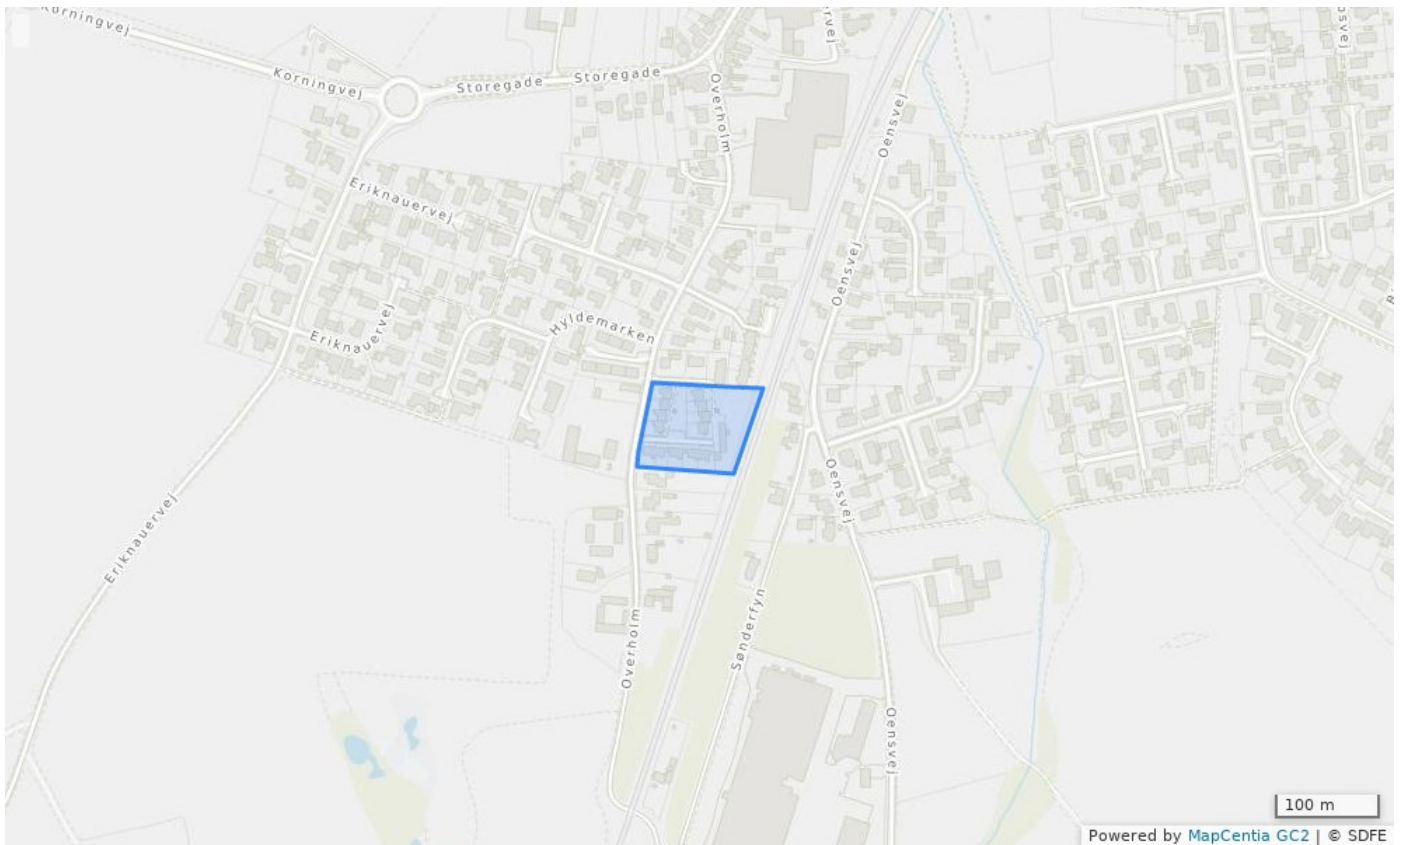 Korningvej
Korningvej
Storegade
Storegade
Overholm
Oensvej
Eriknauervej
Oensvej
Hyldemarken
Eriknauervej
Oensvej
Eriknauervej
Sønderfyn
Overholm
Oensvej
100 m
Powered by MapCentia GC2 | © SDFE